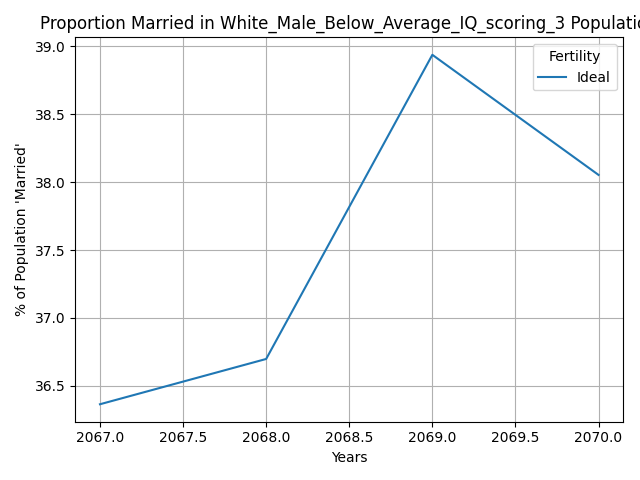 Proportion Married in White_Male_Below_Average_IQ_scoring_3 Populatio
39.0
38.5
38.0
37.5
37.0
36.5
% of Population 'Married'
Fertility
Ideal
2067.0 2067.5 2068.0 2068.5 2069.0 2069.5 2070.0
Years